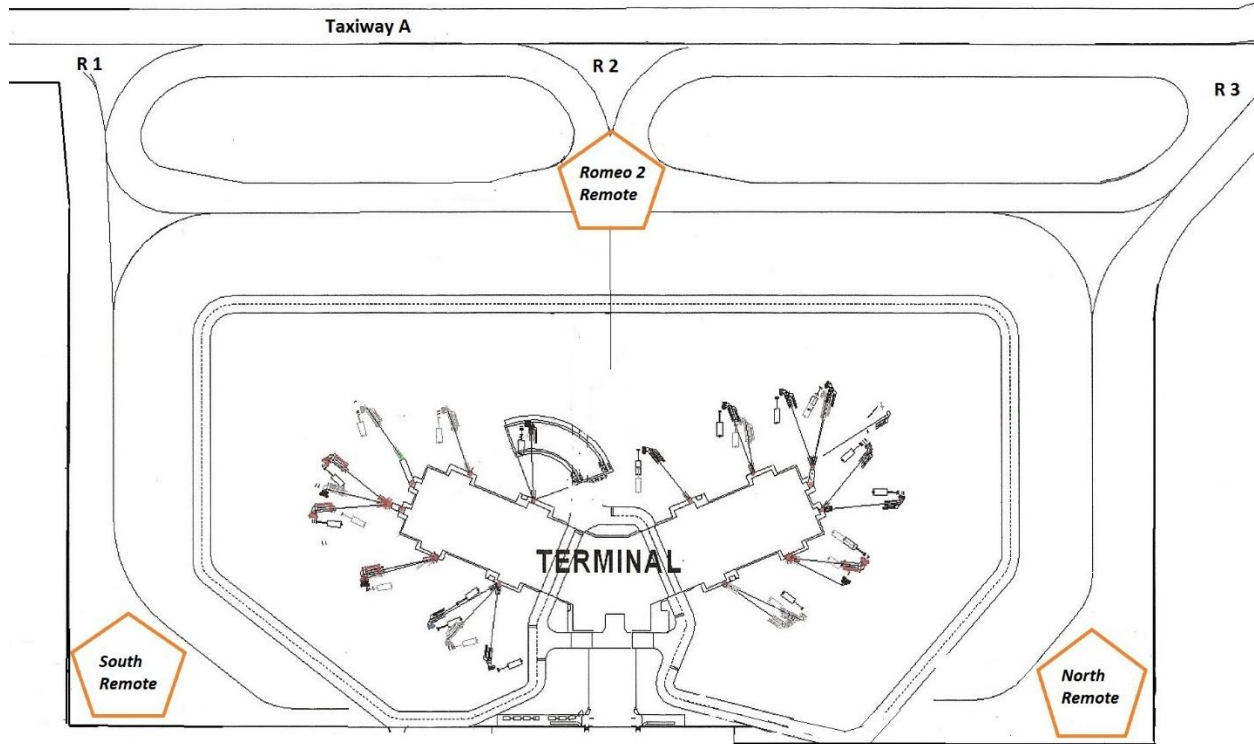 Taxiway A
R 1
R 2
R 3
Romeo 2
Remote
TERMINAL
South
Remote
North
Remote